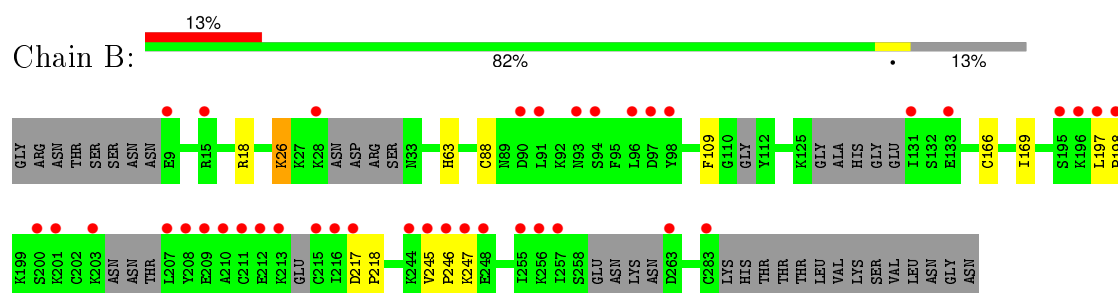 13%
Chain B:
82%
•
13%
GLY ARG ASN THR SER SER ASN ASN E9 R15 R18 K26 K27 K28 ASN ASP ARG SER N33 H63 C88 N89 D90 L91 K92 N93 S94 F95 L96 D97 Y98 F109 G110 GLY Y112 K125 GLY ALA HIS GLY GLU I131 S132 E133 C166 I169 S195 K196 L197 P198
K199 S200 K201 C202 K203 ASN ASN THR L207 Y208 E209 A210 C211 E212 K213 GLU C215 I216 D217 P218 K244 V245 P246 K247 E248 I255 K256 I257 S258 GLU ASN LYS ASN D263 C283 LYS HIS THR THR THR LEU VAL LYS SER VAL LEU ASN GLY ASN